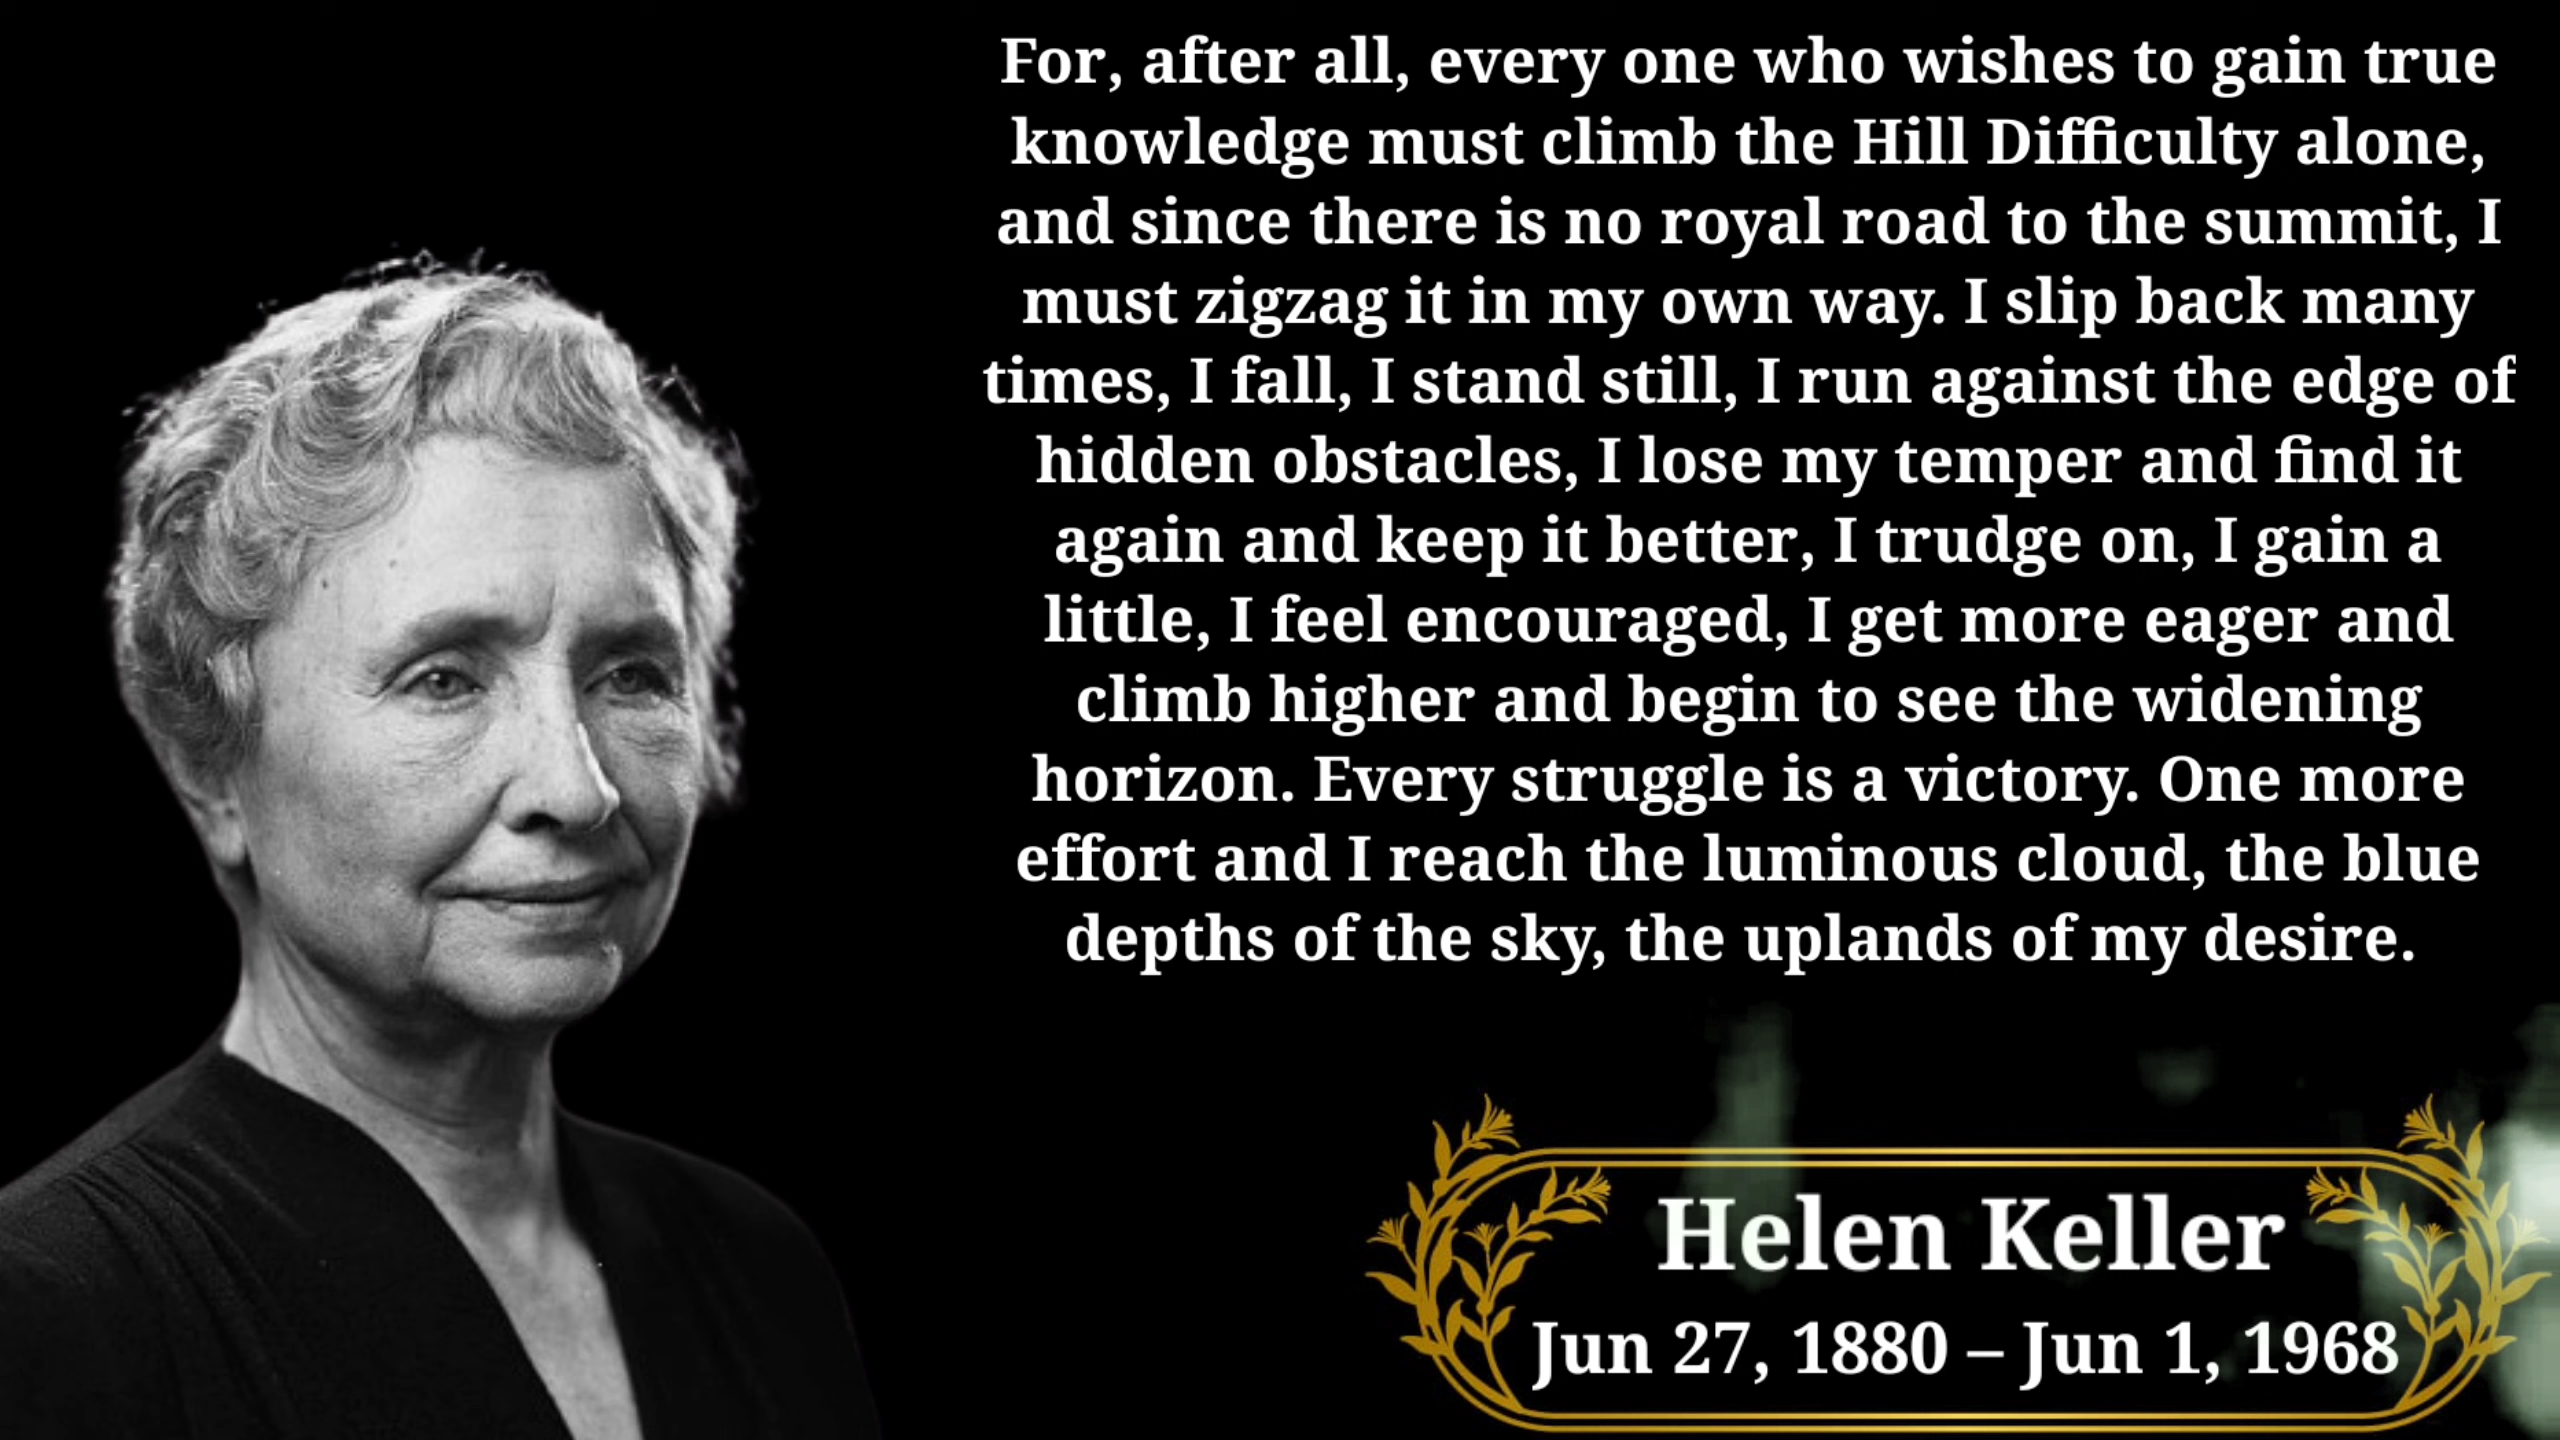 For, after all, every one who wishes to gain true
knowledge must climb the Hill Difficulty alone,
and since there is no royal road to the summit, I
must zigzag it in my own way. I slip back many
times, I fall, I stand still, I run against the edge of
hidden obstacles, I lose my temper and find it
again and keep it better, I trudge on, I gain a
little, I feel encouraged, I get more eager and
climb higher and begin to see the widening
horizon. Every struggle is a victory. One more
effort and I reach the luminous cloud, the blue
depths of the sky, the uplands of my desire.
Helen Keller
Jun 27, 1880 – Jun 1, 1968